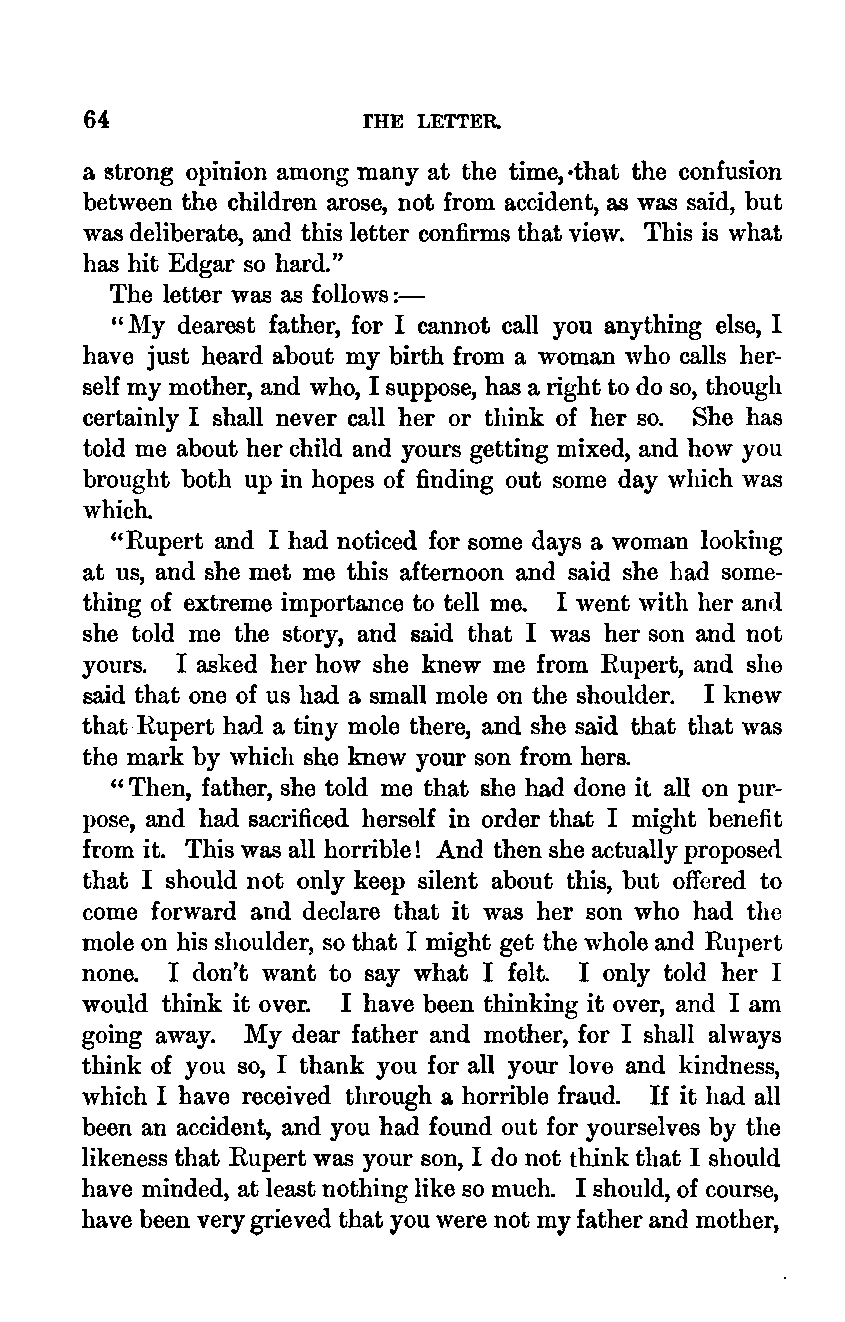 64 THE LETTER.
a strong opinion among many at the time, that the confusion
between the children arose, not from accident, as was said, but
was deliberate, and this letter confirms that view. This is what
has hit Edgar so hard.”
The letter was as follows:—
“My dearest father, for I cannot call you anything else, I
have just heard about my birth from a woman who calls her-
self my mother, and who, I suppose, has a right to do so, though
certainly I shall never call her or think of her so. She has
told me about her child and yours getting mixed, and how you
brought both up in hopes of finding out some day which was
which.
“Rupert and I had noticed for some days a woman looking
at us, and she met me this afternoon and said she had some-
thing of extreme importance to tell me. I went with her and
she told me the story, and said that I was her son and not
yours. I asked her how she knew me from Rupert, and she
said that one of us had a small mole on the shoulder. I knew
that Rupert had a tiny mole there, and she said that that was
the mark by which she knew your son from hers.
“Then, father, she told me that she had done it all on pur-
pose, and had sacrificed herself in order that I might benefit
from it. This was all horrible! And then she actually proposed
that I should not only keep silent about this, but offered to
come forward and declare that it was her son who had the
mole on his shoulder, so that I might get the whole and Rupert
none. I don’t want to say what I felt. I only told her I
would think it over. I have been thinking it over, and I am
going away. My dear father and mother, for I shall always
think of you so, I thank you for all your love and kindness,
which I have received through a horrible fraud. If it had all
been an accident, and you had found out for yourselves by the
likeness that Rupert was your son, I do not think that I should
have minded, at least nothing like so much. I should, of course,
have been very grieved that you were not my father and mother,